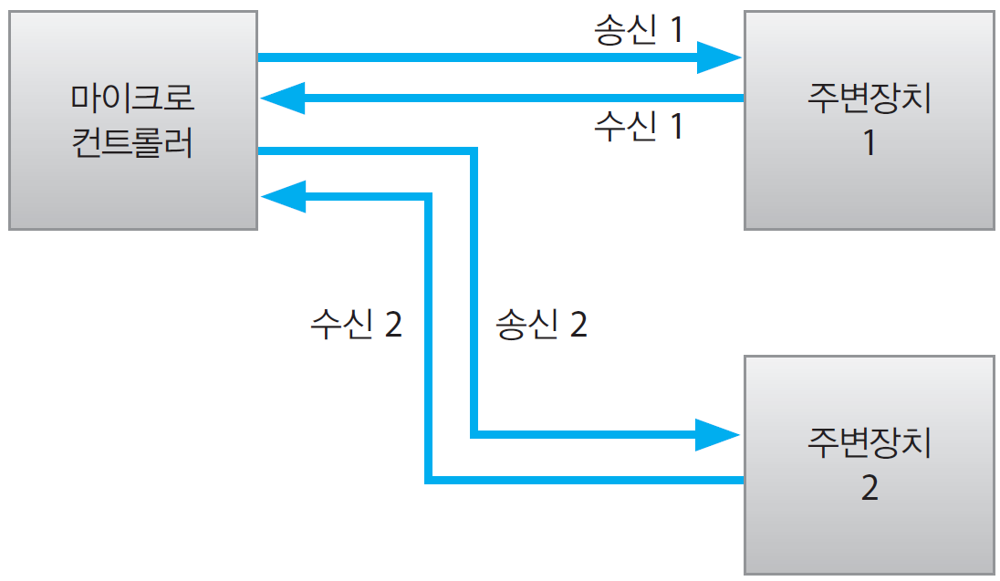 송신 1
마이크로
컨트롤러
주변장치
1
수신 1
수신 2
송신 2
주변장치
2